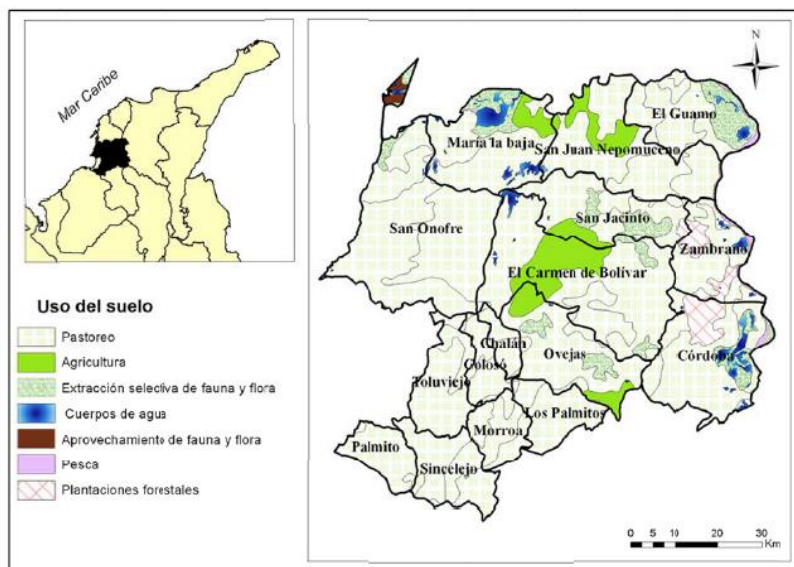 Mar Caribe
Uso del suelo
Pastoreo
Agricultura
Extracción selectiva de fauna y flora
Cuerpos de agua
Aprovechamiento de fauna y flora
Pesca
Plantaciones forestales
N
El Guamo
María la baja
San Juan Nepomuceno
San Jacinto
San Onofre
Zambrano
El Carmen de Bolívar
Chalán
Ovejas
Córdoba
Colosó
Toluviejo
Los Palmitos
Morroa
Palmito
Sincelejo
0 5 10 20 30
Km